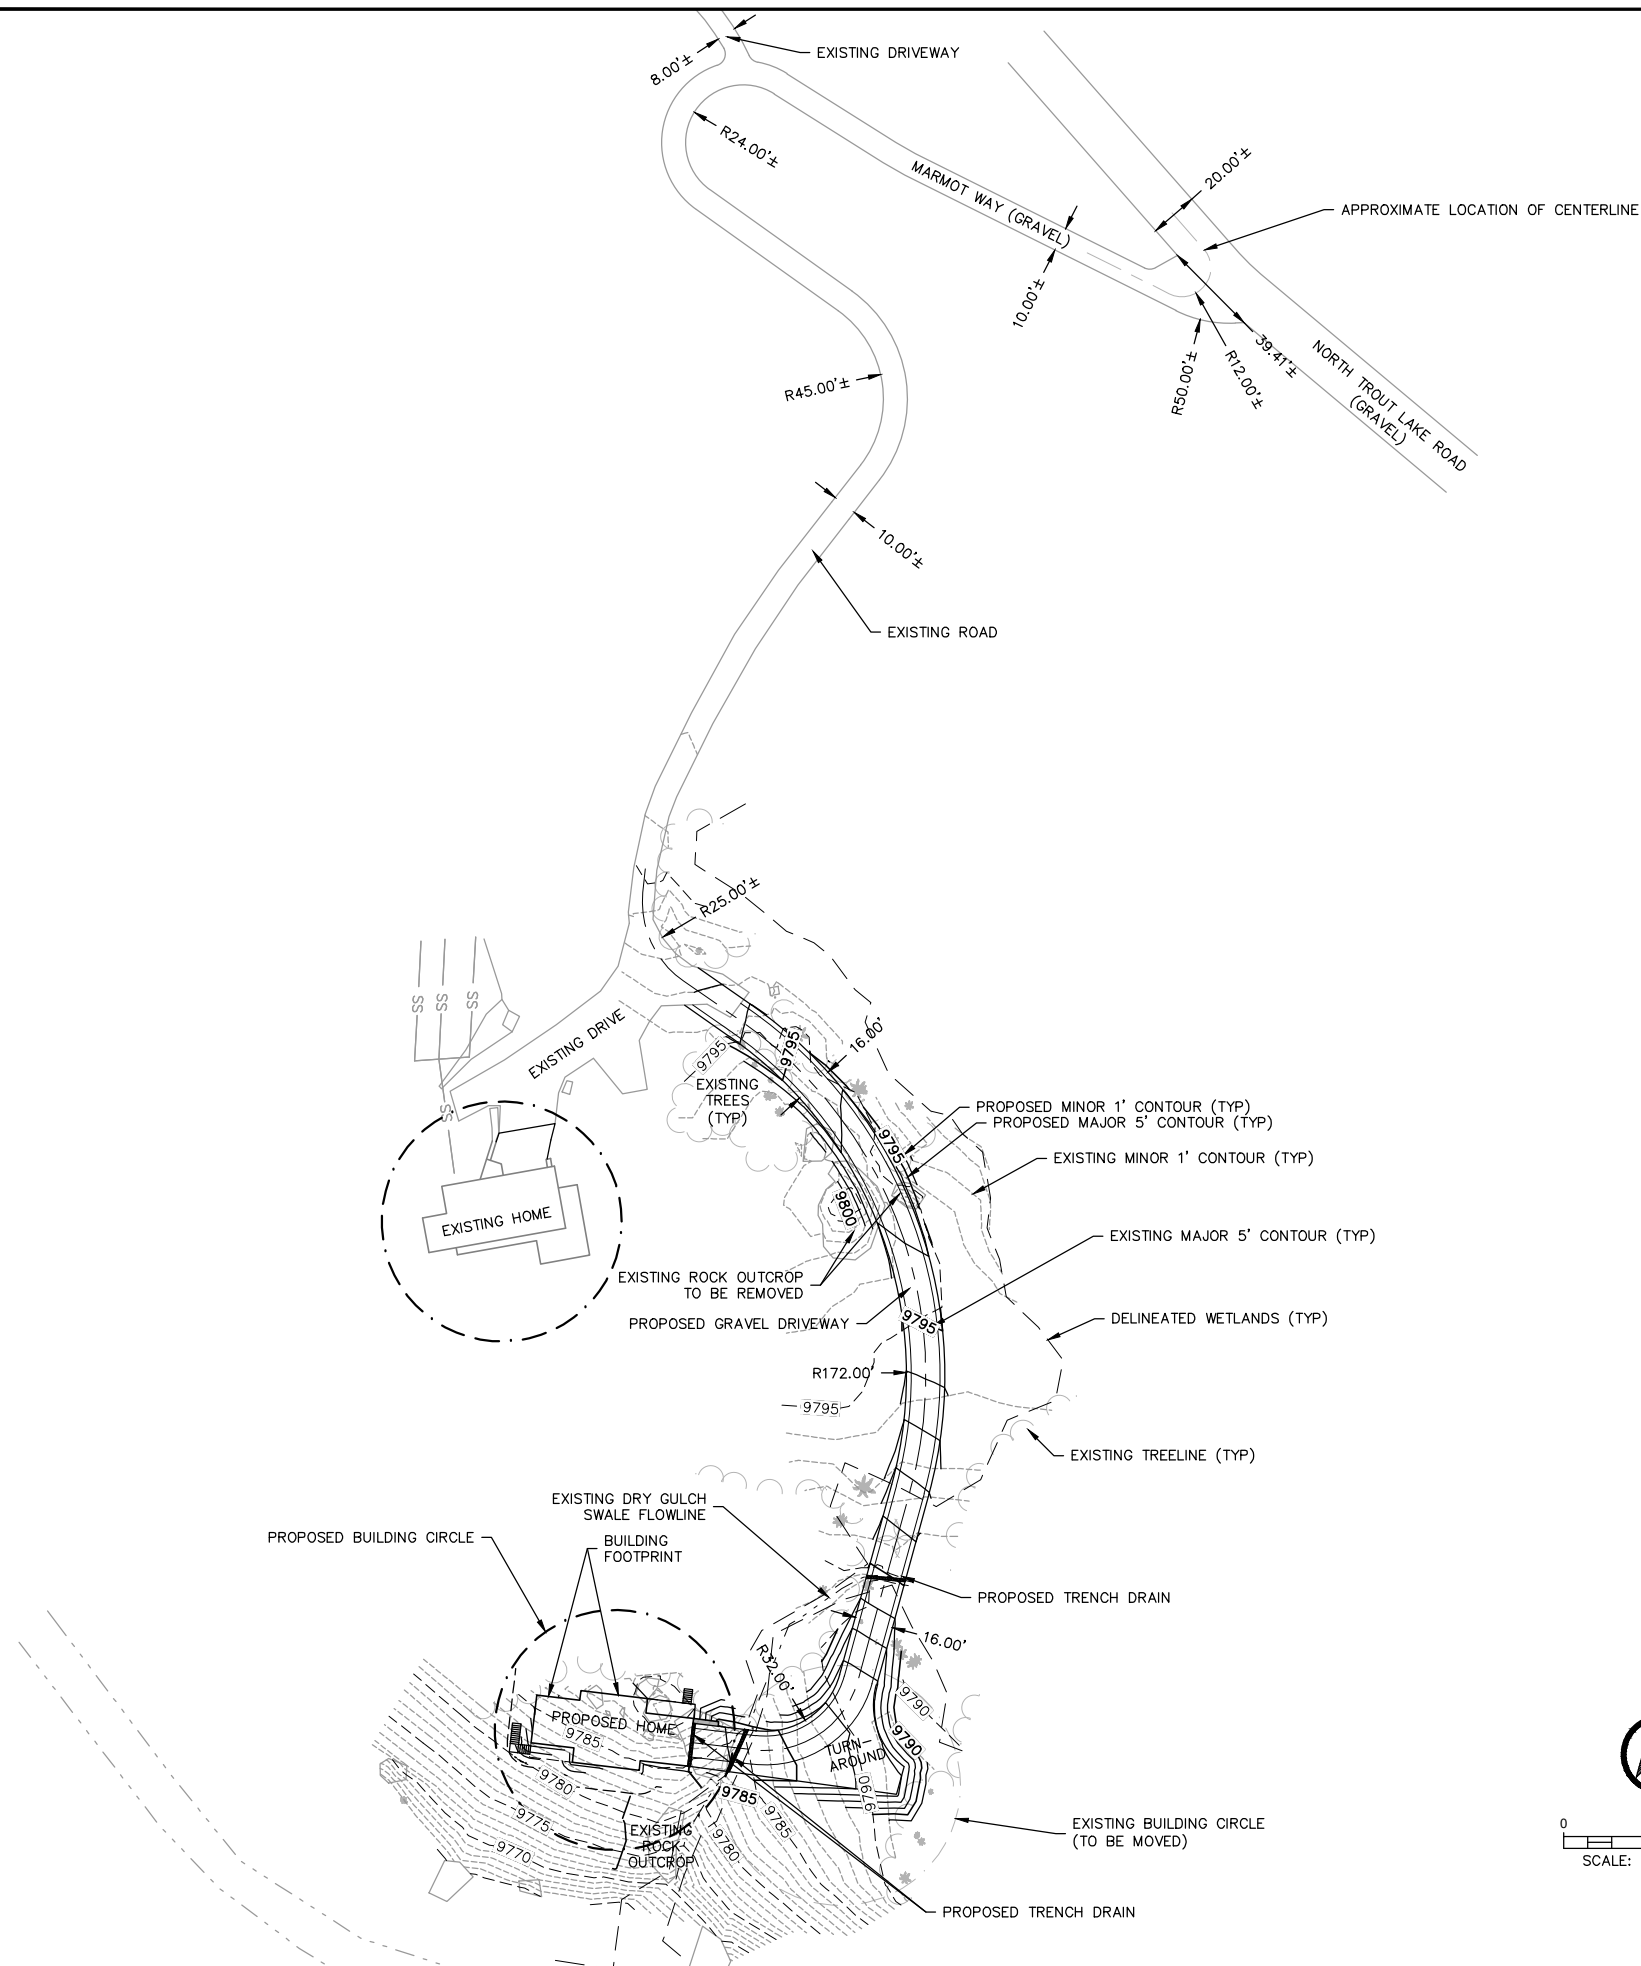 EXISTING DRIVEWAY
8.00'±
R24.00'±
MARMOT WAY (GRAVEL)
20.00'±
APPROXIMATE LOCATION OF CENTERLINE
10.00'±
39.41'±
R12.00'±
R50.00'±
NORTH TROUT LAKE ROAD
(GRAVEL)
R45.00'±
10.00'±
EXISTING ROAD
R25.00'±
SS
SS
SS
SS
EXISTING DRIVE
9795
9795
16.00'
EXISTING
TREES
(TYP)
PROPOSED MINOR 1' CONTOUR (TYP)
PROPOSED MAJOR 5' CONTOUR (TYP)
9795
EXISTING MINOR 1' CONTOUR (TYP)
9800
EXISTING HOME
EXISTING MAJOR 5' CONTOUR (TYP)
EXISTING ROCK OUTCROP
TO BE REMOVED
PROPOSED GRAVEL DRIVEWAY
9795
DELINEATED WETLANDS (TYP)
R172.00'
9795
EXISTING TREELINE (TYP)
EXISTING DRY GULCH
SWALE FLOWLINE
PROPOSED BUILDING CIRCLE
BUILDING
FOOTPRINT
PROPOSED TRENCH DRAIN
16.00'
R32.00'
9790
PROPOSED HOME
9785
9790
TURN-
AROUND
9780
9785
9790
9775
9785
9780
9770
EXISTING
ROCK
OUTCROP
EXISTING BUILDING CIRCLE
(TO BE MOVED)
0
SCALE:
PROPOSED TRENCH DRAIN